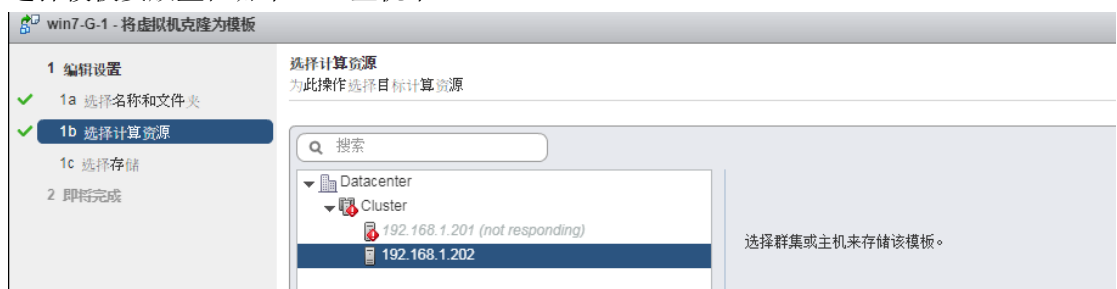 win7-G-1 - 将虚拟机克隆为模板
1 编辑设置
选择计算资源
为此操作选择目标计算资源
1a 选择名称和文件夹
1b 选择计算资源
1c 选择存储
2 即将完成
搜索
Datacenter
Cluster
192.168.1.201 (not responding)
192.168.1.202
选择群集或主机来存储该模板。